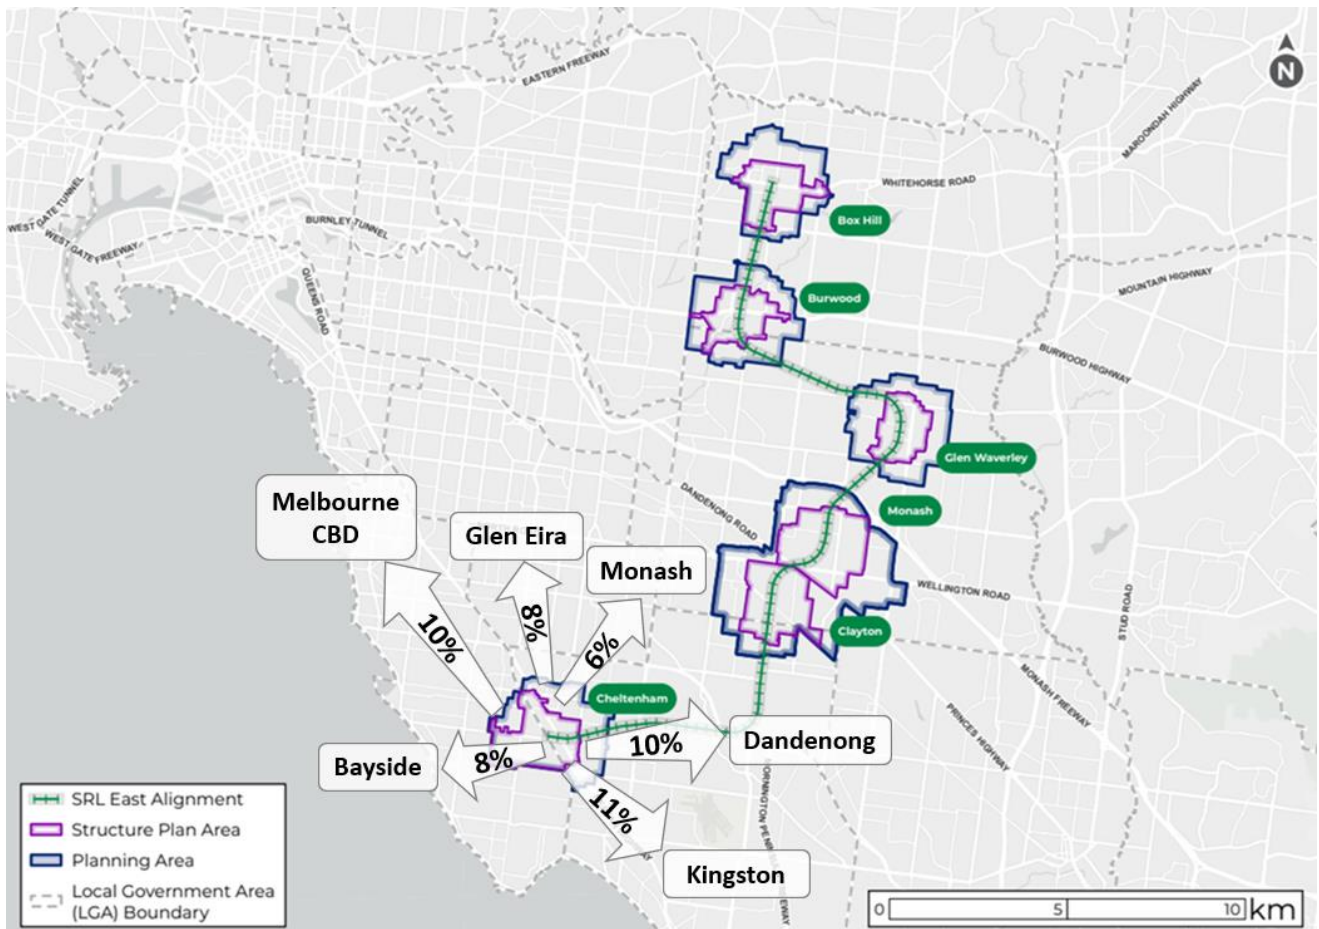 EASTERN FREEWAY
N
MAROONDAH HIGHWAY
WHITEHORSE ROAD
WEST GATE TUNNEL
WEST GATE FREEWAY
BURNLEY TUNNEL
Box Hill
QUEENS ROAD
MOUNTAIN HIGHWAY
Burwood
BURWOOD HIGHWAY
Glen Waverley
DANDENONG ROAD
Monash
Melbourne
CBD
Glen Eira
Monash
WELLINGTON ROAD
STUD ROAD
Clayton
10%
8%
6%
MONASH FREEWAY
Cheltenham
PRINCES HIGHWAY
Bayside
8%
10%
Dandenong
11%
Kingston
SRL East Alignment
Structure Plan Area
Planning Area
Local Government Area
(LGA) Boundary
0 5 10 km